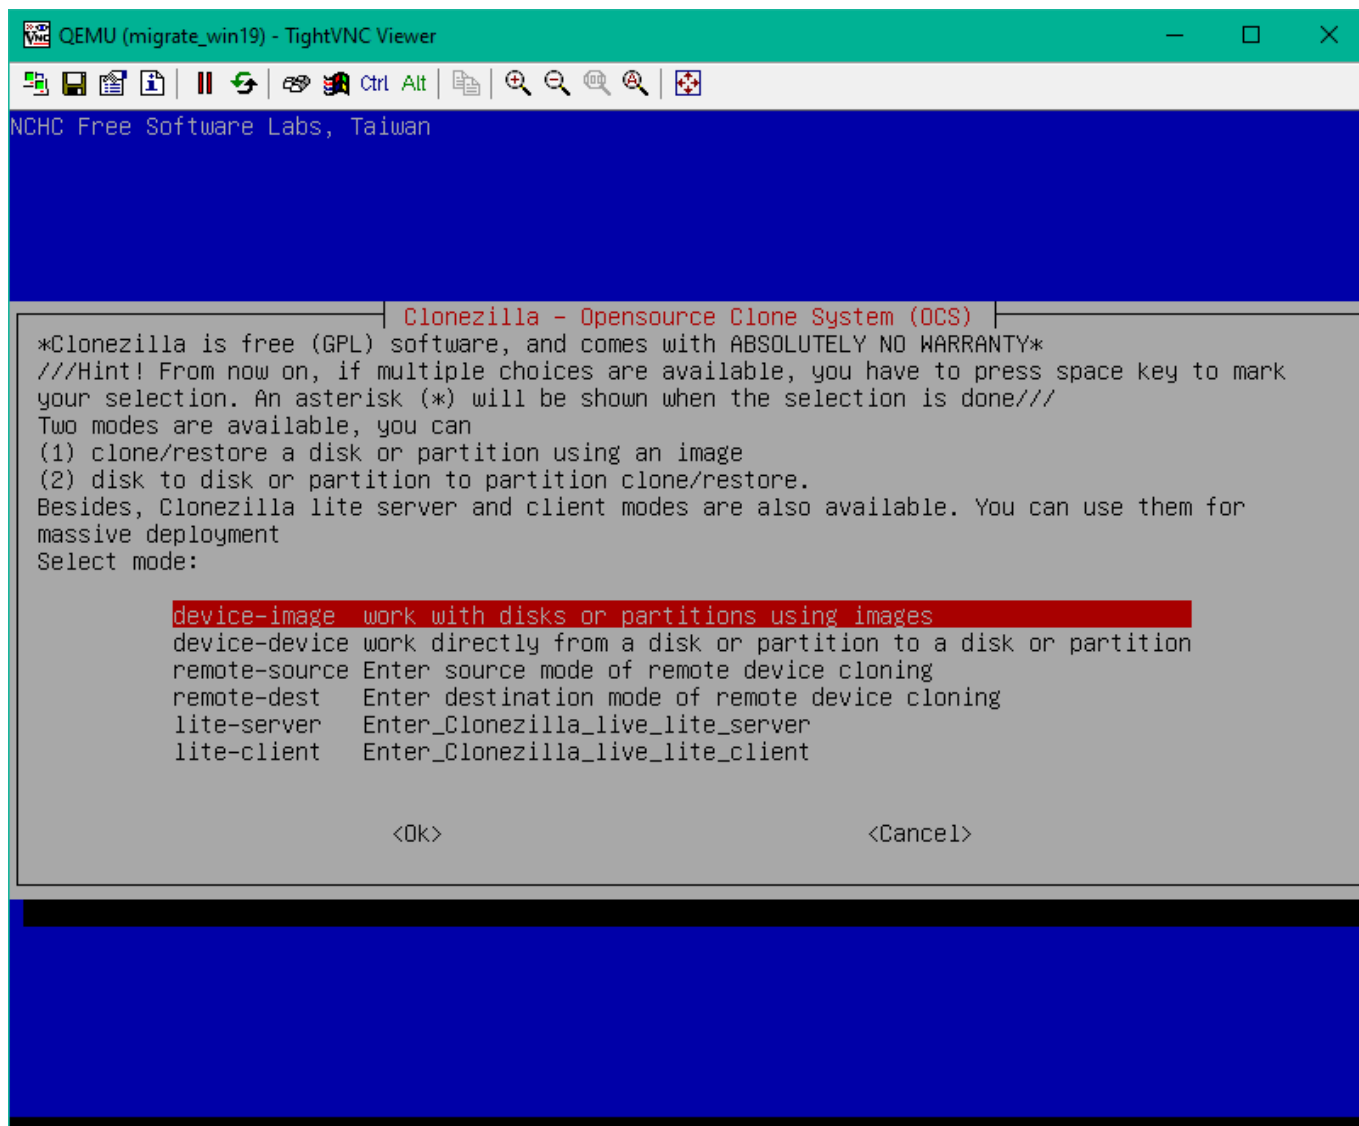 QEMU (migrate_win19) - TightVNC Viewer
Ctrl Alt
NCHC Free Software Labs, Taiwan
Clonezilla - Opensource Clone System (OCS)
*Clonezilla is free (GPL) software, and comes with ABSOLUTELY NO WARRANTY*
///Hint! From now on, if multiple choices are available, you have to press space key to mark
your selection. An asterisk (*) will be shown when the selection is done///
Two modes are available, you can
(1) clone/restore a disk or partition using an image
(2) disk to disk or partition to partition clone/restore.
Besides, Clonezilla lite server and client modes are also available. You can use them for
massive deployment
Select mode:
device-image work with disks or partitions using images
device-device work directly from a disk or partition to a disk or partition
remote-source Enter source mode of remote device cloning
remote-dest Enter destination mode of remote device cloning
lite-server Enter_Clonezilla_live_lite_server
lite-client Enter_Clonezilla_live_lite_client
<Ok> <Cancel>